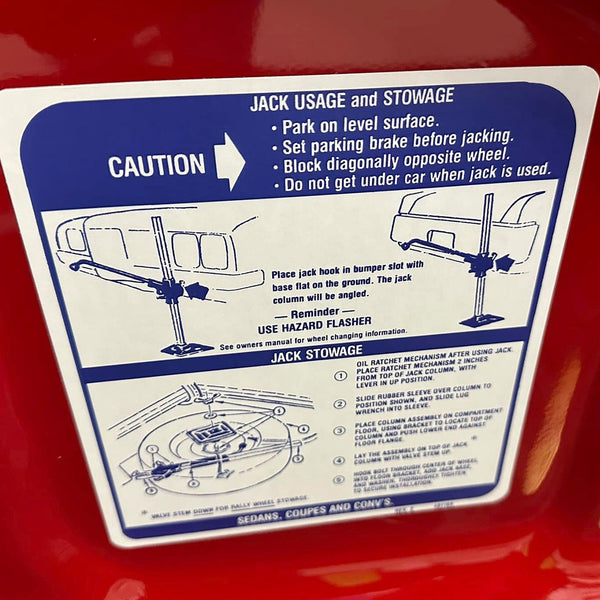 JACK USAGE and STOWAGE
CAUTION
• Park on level surface.
• Set parking brake before jacking.
• Block diagonally opposite wheel.
• Do not get under car when jack is used.
Place jack hook in bumper slot with
base flat on the ground. The jack
column will be angled.
— Reminder —
USE HAZARD FLASHER
See owners manual for wheel changing information.
JACK STOWAGE
1 OIL RATCHET MECHANISM AFTER USING JACK.
PLACE RATCHET MECHANISM 2 INCHES
FROM TOP OF JACK COLUMN, WITH
LEVER IN UP POSITION.
2 SLIDE RUBBER SLEEVE OVER COLUMN TO
POSITION SHOWN, AND SLIDE LUG
WRENCH INTO SLEEVE.
3 PLACE COLUMN ASSEMBLY ON COMPARTMENT
FLOOR, USING BRACKET TO LOCATE TOP OF
COLUMN AND PUSH LOWER END AGAINST
FLOOR FLANGE.
4 LAY THE ASSEMBLY ON TOP OF JACK
COLUMN WITH VALVE STEM UP. *
5 HOOK BOLT THROUGH CENTER OF WHEEL
INTO FLOOR BRACKET, ADD JACK BASE,
AND WASHER, THOROUGHLY TIGHTEN
TO SECURE INSTALLATION.
* VALVE STEM DOWN FOR RALLY WHEEL STOWAGE.
SEDANS, COUPES AND CONV'S.